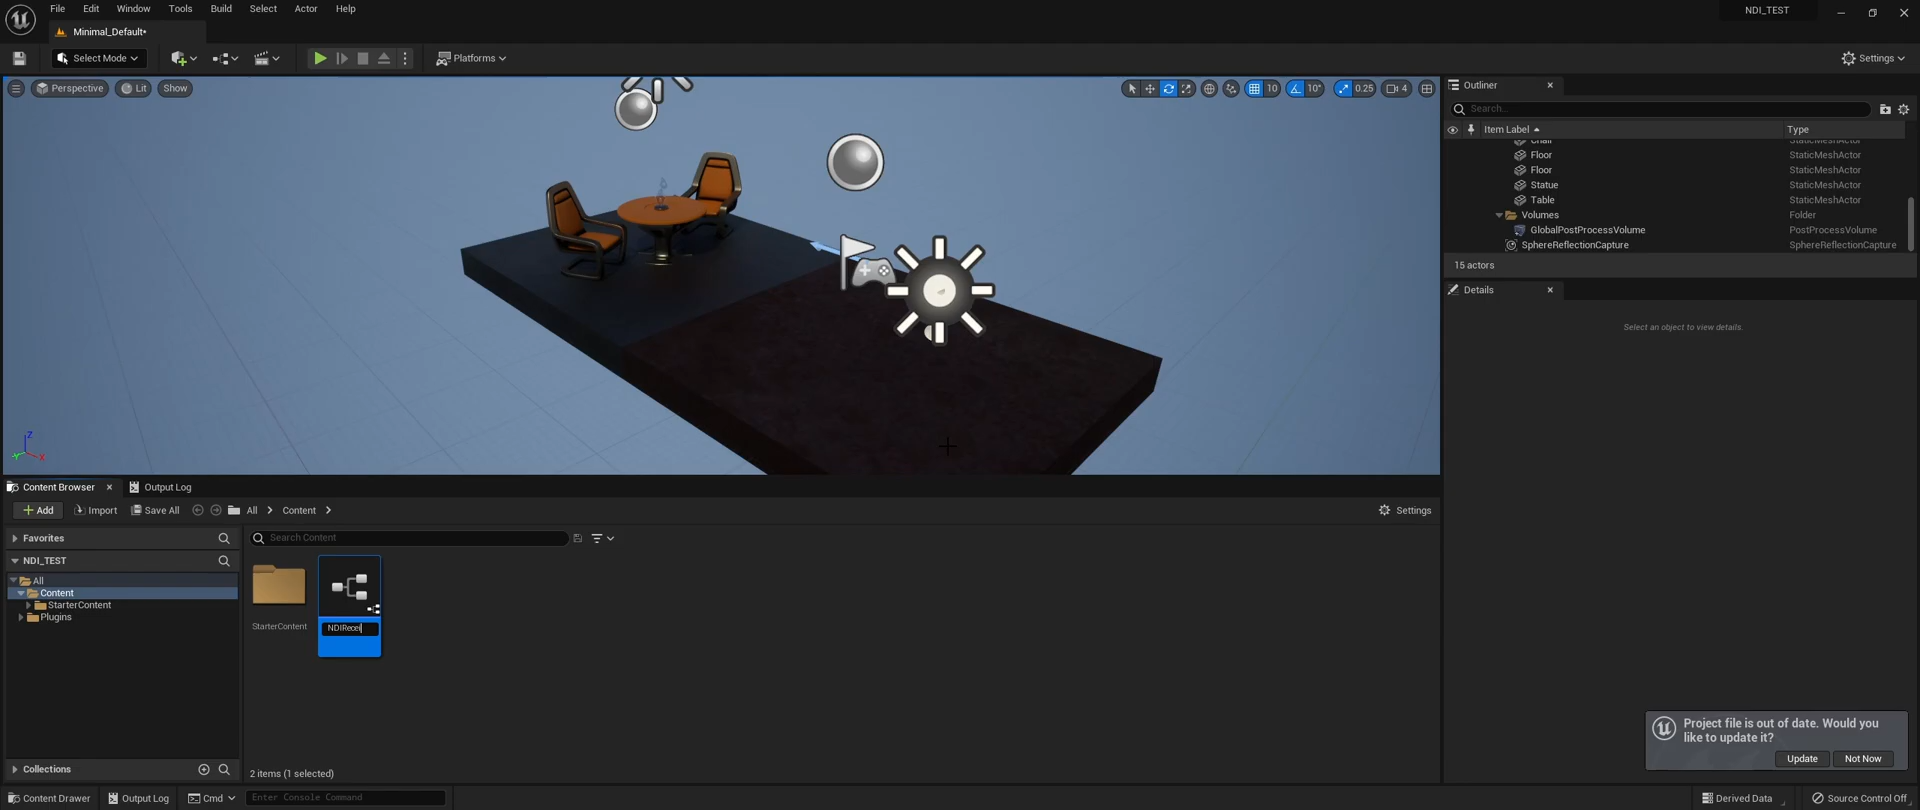 File Edit Window Tools Build Select Actor Help
NDI_TEST
Minimal_Default*
Select Mode
Platforms
Settings
Perspective Lit Show
10 10° 0.25 4
Outliner
Search...
Item Label Type
Chair StaticMeshActor
Floor StaticMeshActor
Floor StaticMeshActor
Statue StaticMeshActor
Table StaticMeshActor
Volumes Folder
GlobalPostProcessVolume PostProcessVolume
SphereReflectionCapture SphereReflectionCapture
15 actors
Details
Select an object to view details.
Z
Y X
Content Browser Output Log
Add Import Save All All Content Settings
Favorites
Search Content
NDI_TEST
All
Content
StarterContent
Plugins
StarterContent
NDIRecei
Collections
2 items (1 selected)
Project file is out of date. Would you
like to update it?
Update Not Now
Content Drawer Output Log Cmd Enter Console Command Derived Data Source Control Off